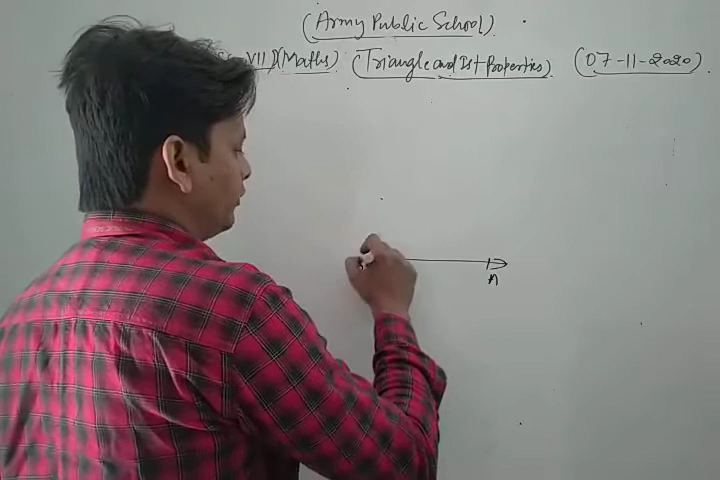 (Army Public School)
VII) (Maths) (Triangle and Its Properties) (07-11-2020)
A